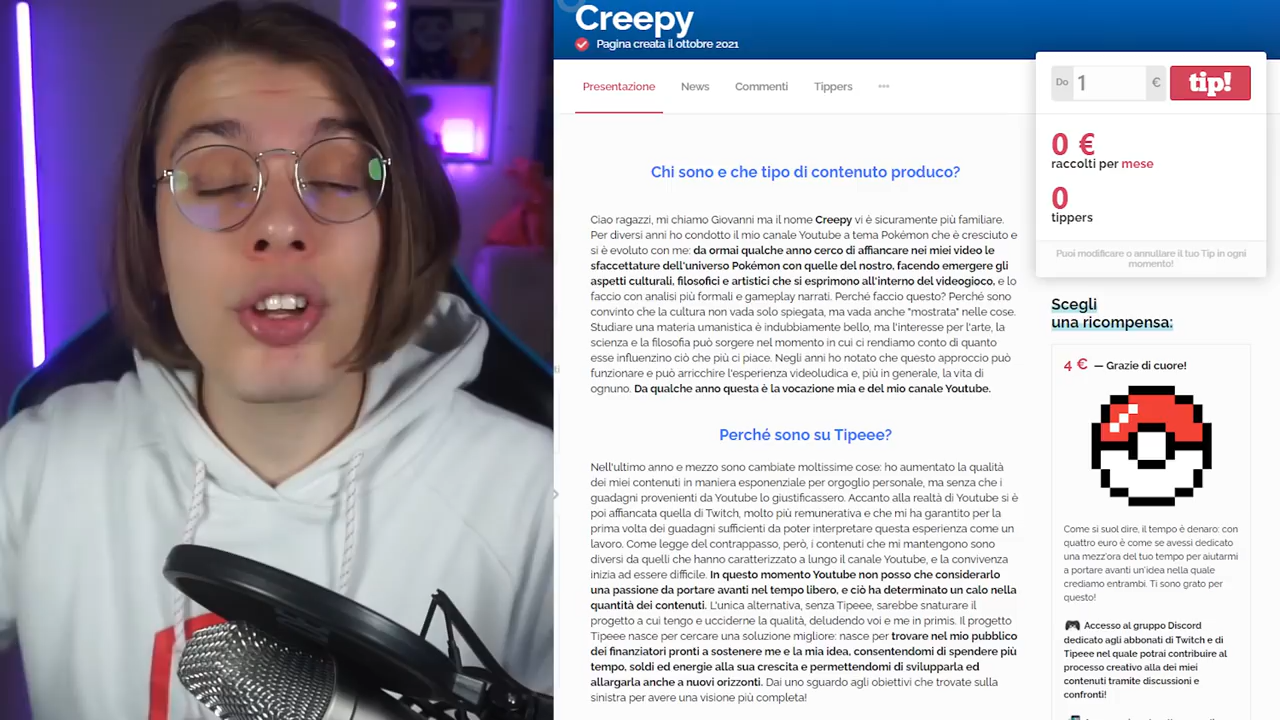 Creepy
Pagina creata il ottobre 2021
Presentazione
News
Commenti
Tippers
Do 1 €
tip!
0 €
raccolti per mese
0
tippers
Puoi modificare o annullare il tuo Tip in ogni
momento!
Chi sono e che tipo di contenuto produco?
Ciao ragazzi, mi chiamo Giovanni ma il nome Creepy vi è sicuramente più familiare.
Per diversi anni ho condotto il mio canale Youtube a tema Pokémon che è cresciuto e
si è evoluto con me: da ormai qualche anno cerco di affiancare nei miei video le
sfaccettature dell'universo Pokémon con quelle del nostro, facendo emergere gli
aspetti culturali, filosofici e artistici che si esprimono all'interno del videogioco, e lo
faccio con analisi più formali e gameplay narrati. Perché faccio questo? Perché sono
convinto che la cultura non vada solo spiegata, ma vada anche "mostrata" nelle cose.
Studiare una materia umanistica è indubbiamente bello, ma l'interesse per l'arte, la
scienza e la filosofia può sorgere nel momento in cui ci rendiamo conto di quanto
esse influenzino ciò che più ci piace. Negli anni ho notato che questo approccio può
funzionare e può arricchire l'esperienza videoludica e, più in generale, la vita di
ognuno. Da qualche anno questa è la vocazione mia e del mio canale Youtube.
Perché sono su Tipeee?
Nell'ultimo anno e mezzo sono cambiate moltissime cose: ho aumentato la qualità
dei miei contenuti in maniera esponenziale per orgoglio personale, ma senza che i
guadagni provenienti da Youtube lo giustificassero. Accanto alla realtà di Youtube si è
poi affiancata quella di Twitch, molto più remunerativa e che mi ha garantito per la
prima volta dei guadagni sufficienti da poter interpretare questa esperienza come un
lavoro. Come legge del contrappasso, però, i contenuti che mi mantengono sono
diversi da quelli che hanno caratterizzato a lungo il canale Youtube, e la convivenza
inizia ad essere difficile. In questo momento Youtube non posso che considerarlo
una passione da portare avanti nel tempo libero, e ciò ha determinato un calo nella
quantità dei contenuti. L'unica alternativa, senza Tipeee, sarebbe snaturare il
progetto a cui tengo e ucciderne la qualità, deludendo voi e me in primis. Il progetto
Tipeee nasce per cercare una soluzione migliore: nasce per trovare nel mio pubblico
dei finanziatori pronti a sostenere me e la mia idea, consentendomi di spendere più
tempo, soldi ed energie alla sua crescita e permettendomi di svilupparla ed
allargarla anche a nuovi orizzonti. Dai uno sguardo agli obiettivi che trovate sulla
sinistra per avere una visione più completa!
Scegli
una ricompensa:
4 € — Grazie di cuore!
Come si suol dire, il tempo è denaro: con
quattro euro è come se avessi dedicato
una mezz'ora del tuo tempo per aiutarmi
a portare avanti un'idea nella quale
crediamo entrambi. Ti sono grato per
questo!
Accesso al gruppo Discord
dedicato agli abbonati di Twitch e di
Tipeee nel quale potrai contribuire al
processo creativo alla dei miei
contenuti tramite discussioni e
confronti!